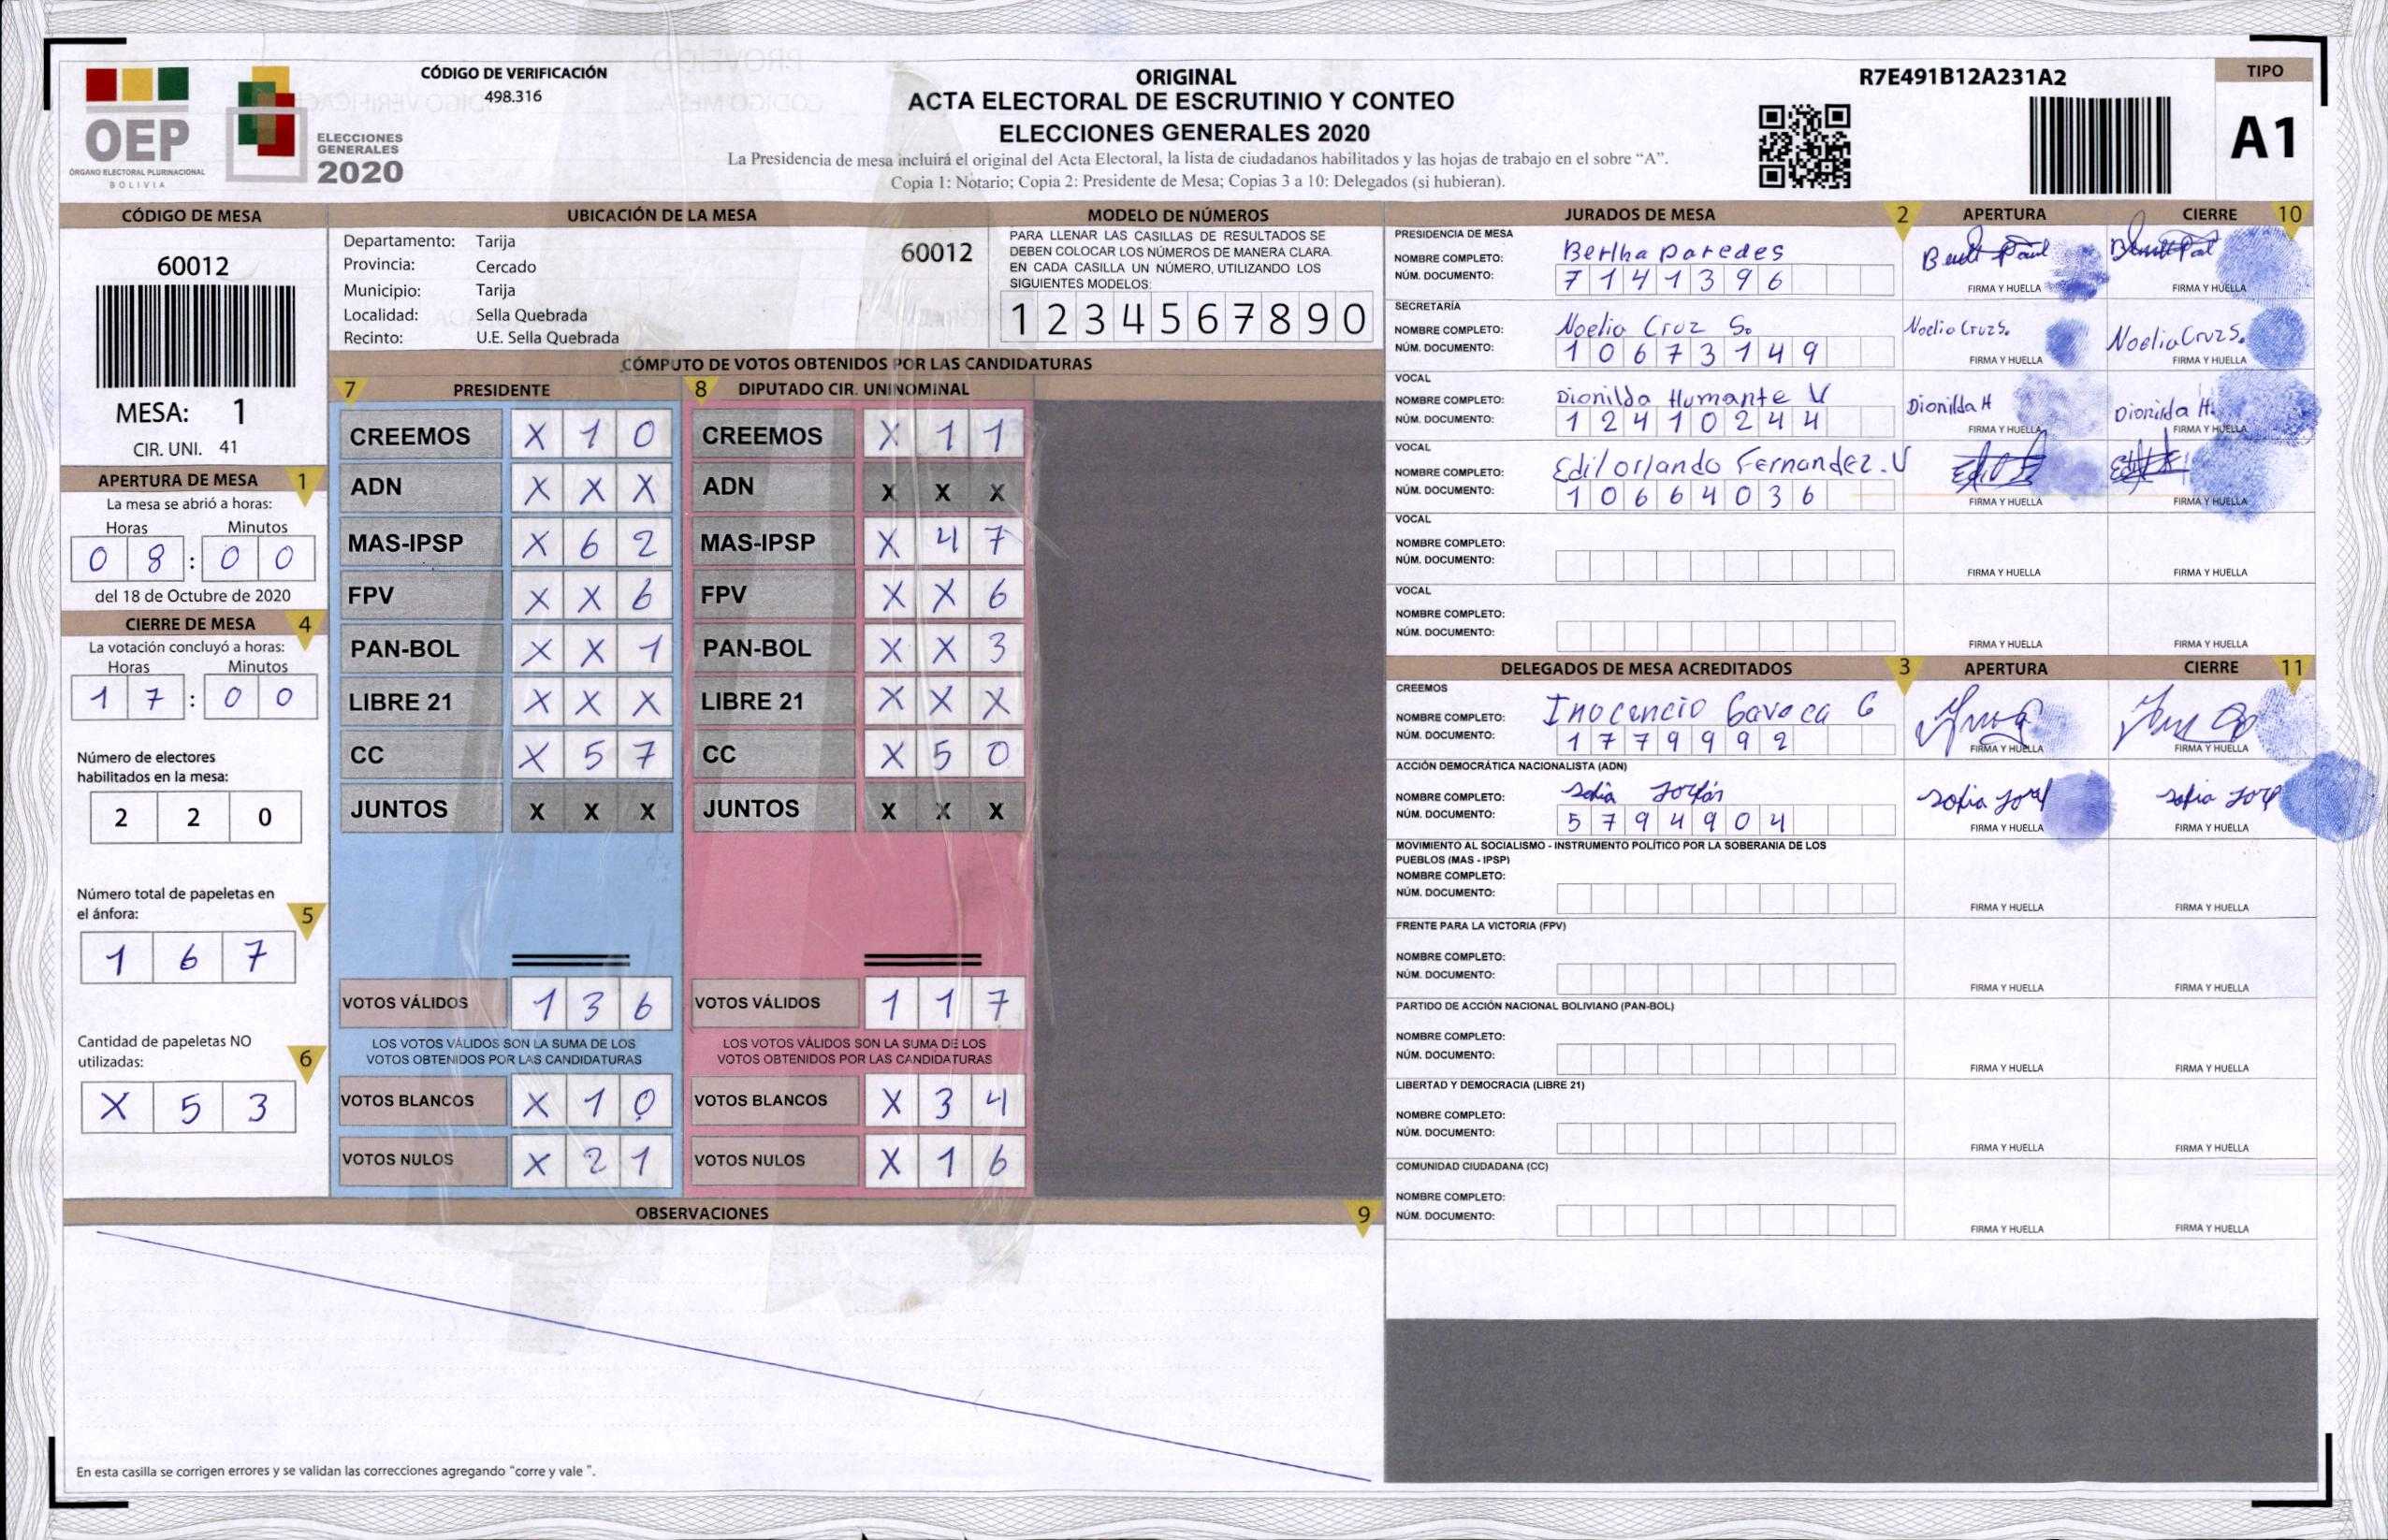 OEP
ÓRGANO ELECTORAL PLURINACIONAL
BOLIVIA
ELECCIONES
GENERALES
2020
CÓDIGO DE VERIFICACIÓN
498.316
ORIGINAL
ACTA ELECTORAL DE ESCRUTINIO Y CONTEO
ELECCIONES GENERALES 2020
La Presidencia de mesa incluirá el original del Acta Electoral, la lista de ciudadanos habilitados y las hojas de trabajo en el sobre “A”.
Copia 1: Notario; Copia 2: Presidente de Mesa; Copias 3 a 10: Delegados (si hubieran).
R7E491B12A231A2
TIPO
A1
CÓDIGO DE MESA
60012
MESA: 1
CIR. UNI. 41
APERTURA DE MESA 1
La mesa se abrió a horas:
Horas Minutos
0 8 : 0 0
del 18 de Octubre de 2020
CIERRE DE MESA 4
La votación concluyó a horas:
Horas Minutos
1 7 : 0 0
Número de electores
habilitados en la mesa:
2 2 0
Número total de papeletas en
el ánfora: 5
1 6 7
Cantidad de papeletas NO
utilizadas: 6
X 5 3
UBICACIÓN DE LA MESA
Departamento: Tarija
Provincia: Cercado
Municipio: Tarija
Localidad: Sella Quebrada
Recinto: U.E. Sella Quebrada
60012
MODELO DE NÚMEROS
PARA LLENAR LAS CASILLAS DE RESULTADOS SE
DEBEN COLOCAR LOS NÚMEROS DE MANERA CLARA.
EN CADA CASILLA UN NÚMERO, UTILIZANDO LOS
SIGUIENTES MODELOS:
1 2 3 4 5 6 7 8 9 0
CÓMPUTO DE VOTOS OBTENIDOS POR LAS CANDIDATURAS
7 PRESIDENTE 8 DIPUTADO CIR. UNINOMINAL
CREEMOS X 1 0 CREEMOS X 1 1
ADN X X X ADN X X X
MAS-IPSP X 6 2 MAS-IPSP X 4 7
FPV X X 6 FPV X X 6
PAN-BOL X X 1 PAN-BOL X X 3
LIBRE 21 X X X LIBRE 21 X X X
CC X 5 7 CC X 5 0
JUNTOS X X X JUNTOS X X X
VOTOS VÁLIDOS 1 3 6 VOTOS VÁLIDOS 1 1 7
LOS VOTOS VÁLIDOS SON LA SUMA DE LOS LOS VOTOS VÁLIDOS SON LA SUMA DE LOS
VOTOS OBTENIDOS POR LAS CANDIDATURAS VOTOS OBTENIDOS POR LAS CANDIDATURAS
VOTOS BLANCOS X 1 0 VOTOS BLANCOS X 3 4
VOTOS NULOS X 2 1 VOTOS NULOS X 1 6
OBSERVACIONES 9
En esta casilla se corrigen errores y se validan las correcciones agregando “corre y vale ”.
JURADOS DE MESA 2 APERTURA CIERRE 10
PRESIDENCIA DE MESA
NOMBRE COMPLETO: Bertha Paredes
NÚM. DOCUMENTO: 7 1 4 1 3 9 6
FIRMA Y HUELLA FIRMA Y HUELLA
SECRETARÍA
NOMBRE COMPLETO: Noelia Cruz S. Noelia Cruz S. Noelia Cruz S.
NÚM. DOCUMENTO: 1 0 6 7 3 1 4 9
FIRMA Y HUELLA FIRMA Y HUELLA
VOCAL
NOMBRE COMPLETO: Dionilda Humante V Dionilda H Dionilda H.
NÚM. DOCUMENTO: 1 2 4 1 0 2 4 4
FIRMA Y HUELLA FIRMA Y HUELLA
VOCAL
NOMBRE COMPLETO: Edil orlando Fernandez.V
NÚM. DOCUMENTO: 1 0 6 6 4 0 3 6
FIRMA Y HUELLA FIRMA Y HUELLA
VOCAL
NOMBRE COMPLETO:
NÚM. DOCUMENTO:
FIRMA Y HUELLA FIRMA Y HUELLA
VOCAL
NOMBRE COMPLETO:
NÚM. DOCUMENTO:
FIRMA Y HUELLA FIRMA Y HUELLA
DELEGADOS DE MESA ACREDITADOS 3 APERTURA CIERRE 11
CREEMOS
NOMBRE COMPLETO: Inocencio
NÚM. DOCUMENTO: 1 7 7 9 9 9 2
FIRMA Y HUELLA FIRMA Y HUELLA
ACCIÓN DEMOCRÁTICA NACIONALISTA (ADN)
NOMBRE COMPLETO: Sofia
NÚM. DOCUMENTO: 5 7 9 4 9 0 4
FIRMA Y HUELLA FIRMA Y HUELLA
MOVIMIENTO AL SOCIALISMO - INSTRUMENTO POLÍTICO POR LA SOBERANIA DE LOS
PUEBLOS (MAS - IPSP)
NOMBRE COMPLETO:
NÚM. DOCUMENTO:
FIRMA Y HUELLA FIRMA Y HUELLA
FRENTE PARA LA VICTORIA (FPV)
NOMBRE COMPLETO:
NÚM. DOCUMENTO:
FIRMA Y HUELLA FIRMA Y HUELLA
PARTIDO DE ACCIÓN NACIONAL BOLIVIANO (PAN-BOL)
NOMBRE COMPLETO:
NÚM. DOCUMENTO:
FIRMA Y HUELLA FIRMA Y HUELLA
LIBERTAD Y DEMOCRACIA (LIBRE 21)
NOMBRE COMPLETO:
NÚM. DOCUMENTO:
FIRMA Y HUELLA FIRMA Y HUELLA
COMUNIDAD CIUDADANA (CC)
NOMBRE COMPLETO:
NÚM. DOCUMENTO:
FIRMA Y HUELLA FIRMA Y HUELLA